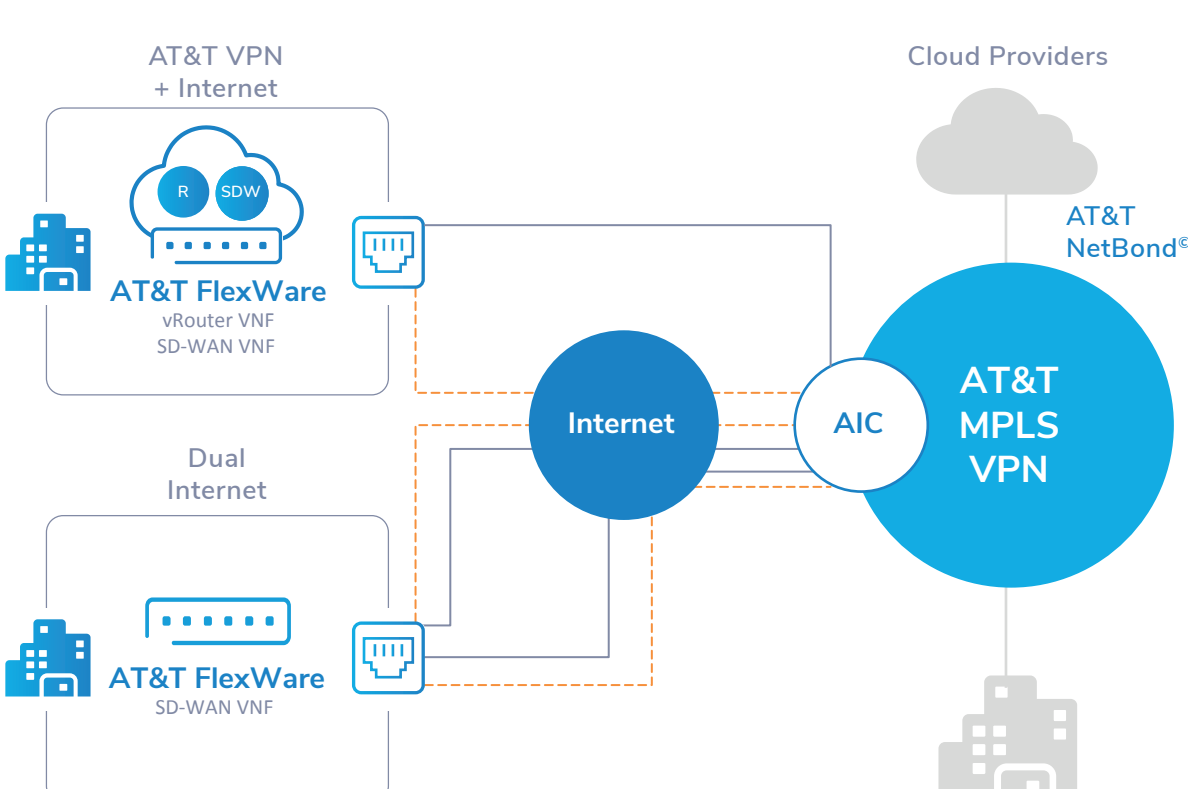 AT&T VPN
+ Internet
Cloud Providers
R
SDW
AT&T
NetBond©
AT&T FlexWare
vRouter VNF
SD-WAN VNF
Internet
AIC
AT&T
MPLS
VPN
Dual
Internet
AT&T FlexWare
SD-WAN VNF